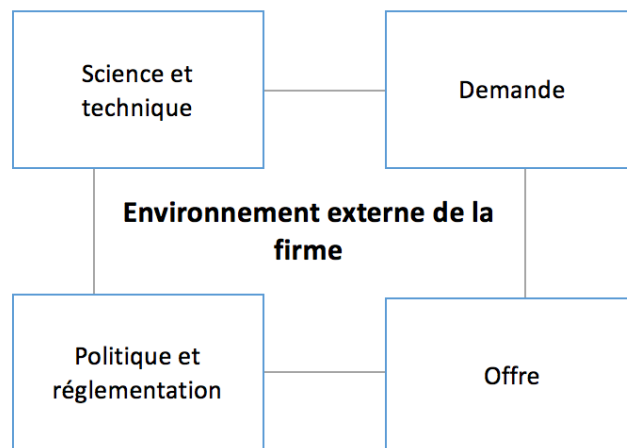 Science et
technique
Demande
Environnement externe de la
firme
Politique et
réglementation
Offre